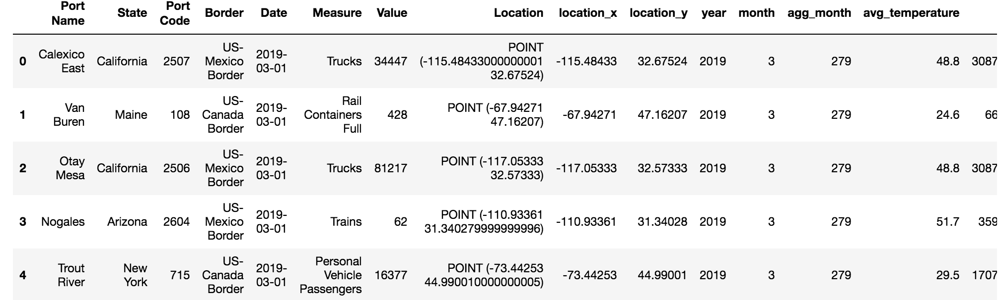 Port Name State Port Code Border Date Measure Value Location location_x location_y year month agg_month avg_temperature
0 Calexico East California 2507 US-Mexico Border 2019-03-01 Trucks 34447 POINT (-115.48433000000001 32.67524) -115.48433 32.67524 2019 3 279 48.8 3087
1 Van Buren Maine 108 US-Canada Border 2019-03-01 Rail Containers Full 428 POINT (-67.94271 47.16207) -67.94271 47.16207 2019 3 279 24.6 66
2 Otay Mesa California 2506 US-Mexico Border 2019-03-01 Trucks 81217 POINT (-117.05333 32.57333) -117.05333 32.57333 2019 3 279 48.8 3087
3 Nogales Arizona 2604 US-Mexico Border 2019-03-01 Trains 62 POINT (-110.93361 31.340279999999996) -110.93361 31.34028 2019 3 279 51.7 359
4 Trout River New York 715 US-Canada Border 2019-03-01 Personal Vehicle Passengers 16377 POINT (-73.44253 44.990010000000005) -73.44253 44.99001 2019 3 279 29.5 1707